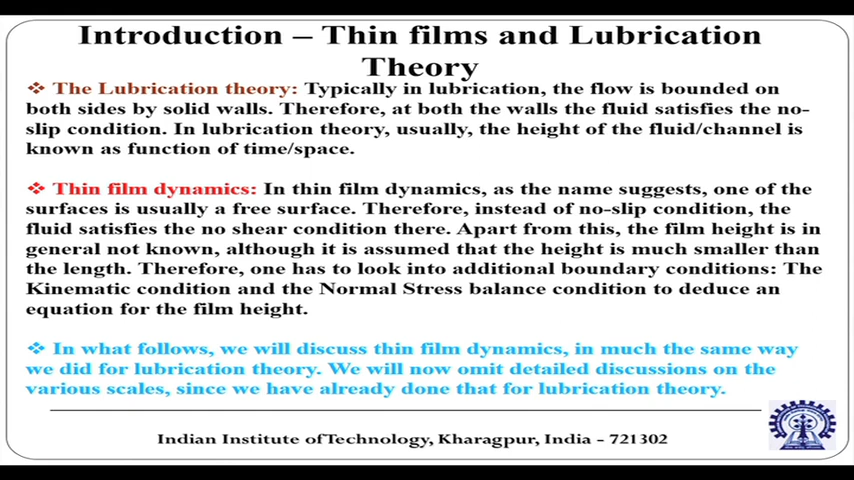 Introduction – Thin films and Lubrication
Theory
❖ The Lubrication theory: Typically in lubrication, the flow is bounded on
both sides by solid walls. Therefore, at both the walls the fluid satisfies the no-
slip condition. In lubrication theory, usually, the height of the fluid/channel is
known as function of time/space.
❖ Thin film dynamics: In thin film dynamics, as the name suggests, one of the
surfaces is usually a free surface. Therefore, instead of no-slip condition, the
fluid satisfies the no shear condition there. Apart from this, the film height is in
general not known, although it is assumed that the height is much smaller than
the length. Therefore, one has to look into additional boundary conditions: The
Kinematic condition and the Normal Stress balance condition to deduce an
equation for the film height.
❖ In what follows, we will discuss thin film dynamics, in much the same way
we did for lubrication theory. We will now omit detailed discussions on the
various scales, since we have already done that for lubrication theory.
Indian Institute of Technology, Kharagpur, India - 721302